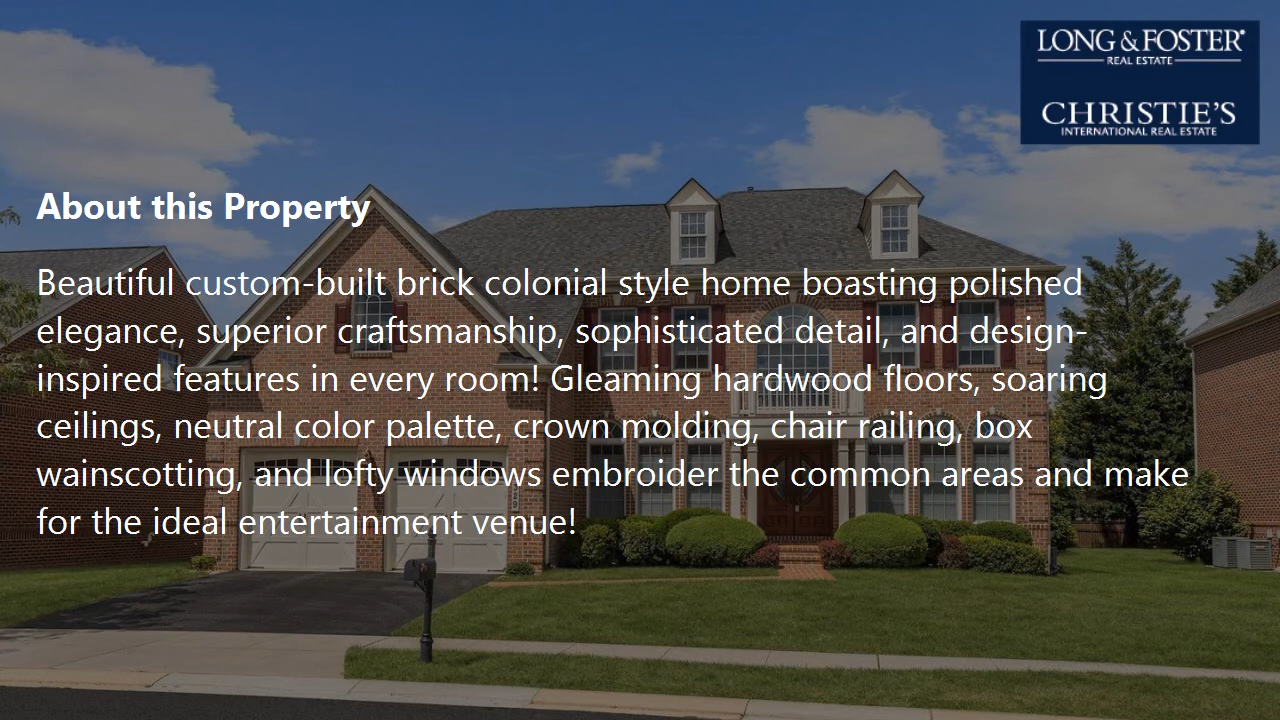 LONG & FOSTER®
REAL ESTATE
CHRISTIE'S
INTERNATIONAL REAL ESTATE
About this Property
Beautiful custom-built brick colonial style home boasting polished
elegance, superior craftsmanship, sophisticated detail, and design-
inspired features in every room! Gleaming hardwood floors, soaring
ceilings, neutral color palette, crown molding, chair railing, box
wainscotting, and lofty windows embroider the common areas and make
for the ideal entertainment venue!